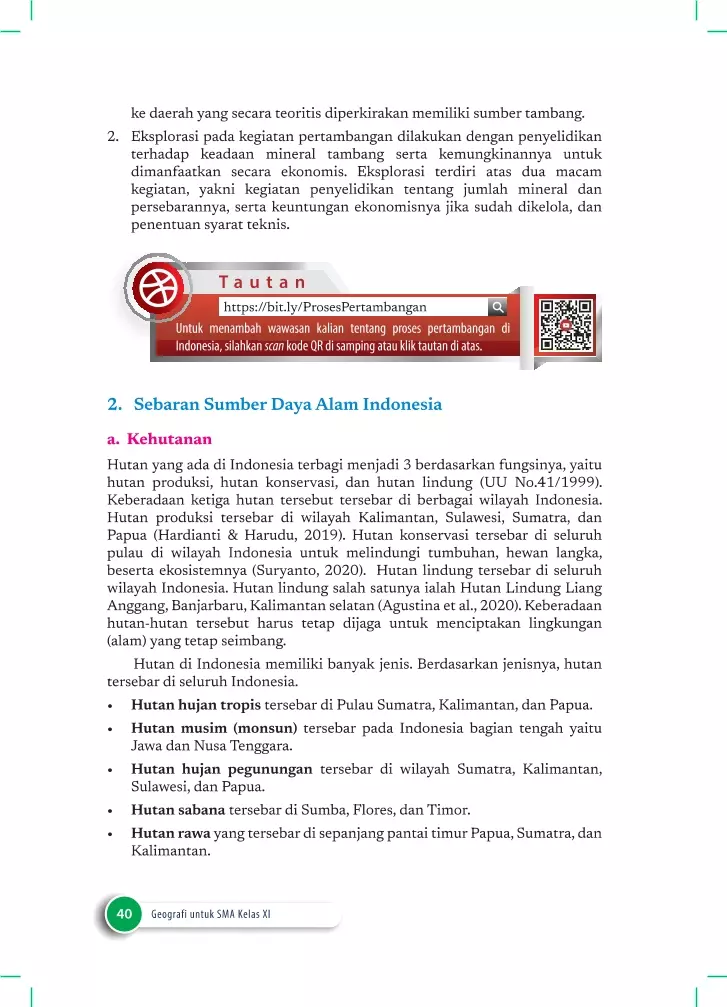 ke daerah yang secara teoritis diperkirakan memiliki sumber tambang.
2. Eksplorasi pada kegiatan pertambangan dilakukan dengan penyelidikan
terhadap keadaan mineral tambang serta kemungkinannya untuk
dimanfaatkan secara ekonomis. Eksplorasi terdiri atas dua macam
kegiatan, yakni kegiatan penyelidikan tentang jumlah mineral dan
persebarannya, serta keuntungan ekonomisnya jika sudah dikelola, dan
penentuan syarat teknis.
Tautan
https://bit.ly/ProsesPertambangan
Untuk menambah wawasan kalian tentang proses pertambangan di
Indonesia, silahkan scan kode QR di samping atau klik tautan di atas.
2. Sebaran Sumber Daya Alam Indonesia
a. Kehutanan
Hutan yang ada di Indonesia terbagi menjadi 3 berdasarkan fungsinya, yaitu
hutan produksi, hutan konservasi, dan hutan lindung (UU No.41/1999).
Keberadaan ketiga hutan tersebut tersebar di berbagai wilayah Indonesia.
Hutan produksi tersebar di wilayah Kalimantan, Sulawesi, Sumatra, dan
Papua (Hardianti & Harudu, 2019). Hutan konservasi tersebar di seluruh
pulau di wilayah Indonesia untuk melindungi tumbuhan, hewan langka,
beserta ekosistemnya (Suryanto, 2020). Hutan lindung tersebar di seluruh
wilayah Indonesia. Hutan lindung salah satunya ialah Hutan Lindung Liang
Anggang, Banjarbaru, Kalimantan selatan (Agustina et al., 2020). Keberadaan
hutan-hutan tersebut harus tetap dijaga untuk menciptakan lingkungan
(alam) yang tetap seimbang.
Hutan di Indonesia memiliki banyak jenis. Berdasarkan jenisnya, hutan
tersebar di seluruh Indonesia.
• Hutan hujan tropis tersebar di Pulau Sumatra, Kalimantan, dan Papua.
• Hutan musim (monsun) tersebar pada Indonesia bagian tengah yaitu
Jawa dan Nusa Tenggara.
• Hutan hujan pegunungan tersebar di wilayah Sumatra, Kalimantan,
Sulawesi, dan Papua.
• Hutan sabana tersebar di Sumba, Flores, dan Timor.
• Hutan rawa yang tersebar di sepanjang pantai timur Papua, Sumatra, dan
Kalimantan.
40 Geografi untuk SMA Kelas XI